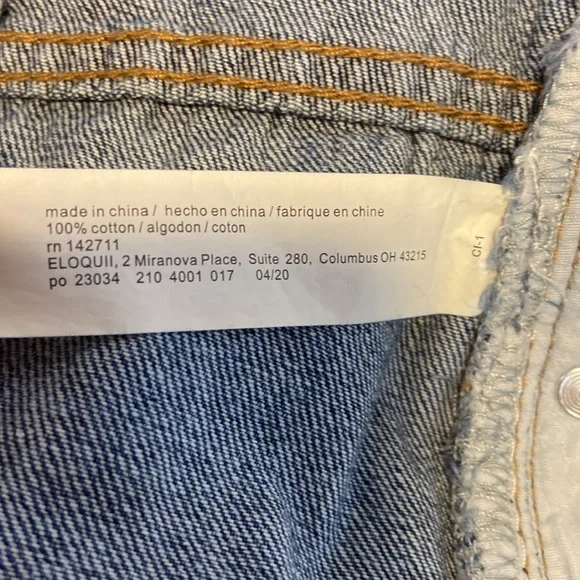 made in china / hecho en china / fabrique en chine
100% cotton / algodon / coton
rn 142711
ELOQUII, 2 Miranova Place, Suite 280, Columbus OH 43215
po 23034 210 4001 017 04/20
CI-1